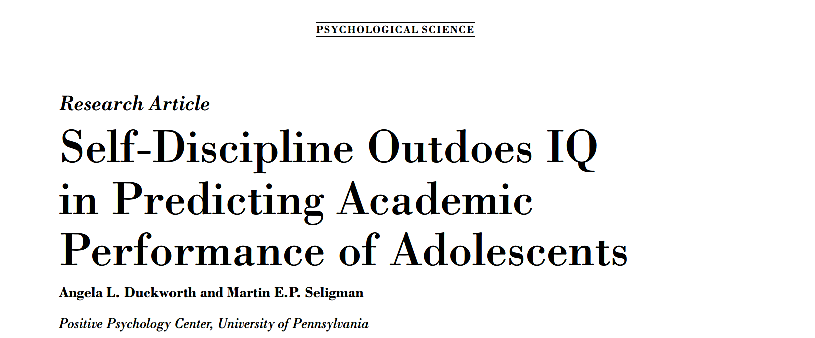 PSYCHOLOGICAL SCIENCE
Research Article
Self-Discipline Outdoes IQ
in Predicting Academic
Performance of Adolescents
Angela L. Duckworth and Martin E.P. Seligman
Positive Psychology Center, University of Pennsylvania